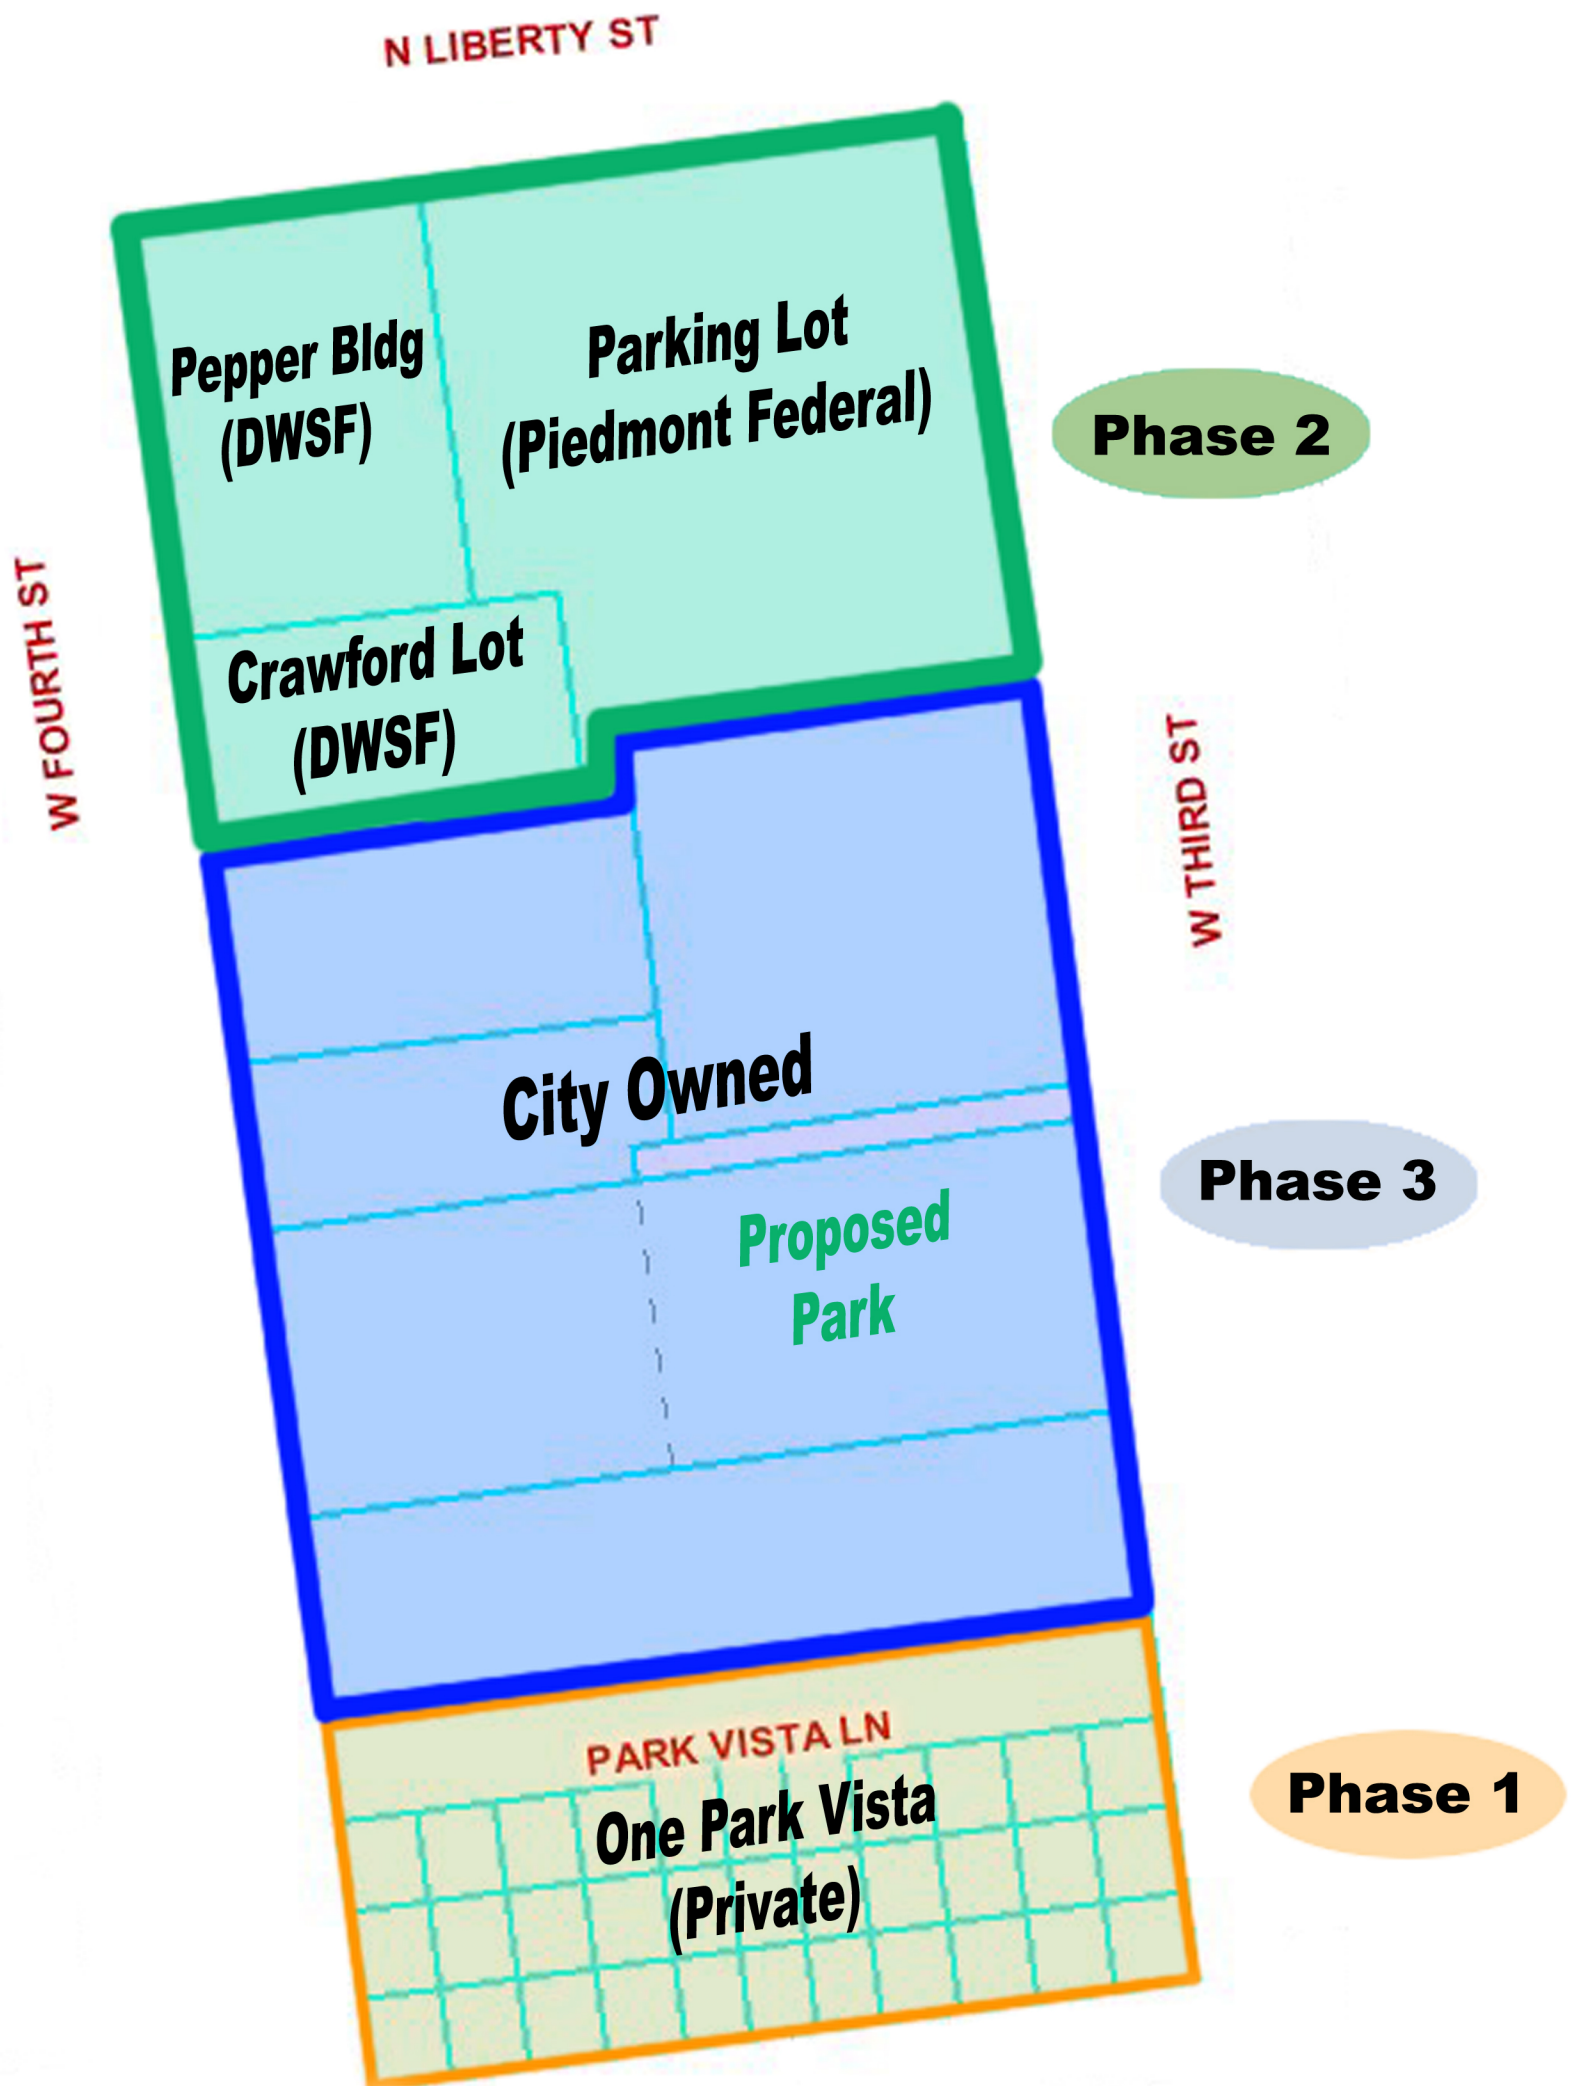 N LIBERTY ST
Pepper Bldg
(DWSF)
Parking Lot
(Piedmont Federal)
Phase 2
W FOURTH ST
Crawford Lot
(DWSF)
W THIRD ST
City Owned
Proposed
Park
Phase 3
PARK VISTA LN
One Park Vista
(Private)
Phase 1